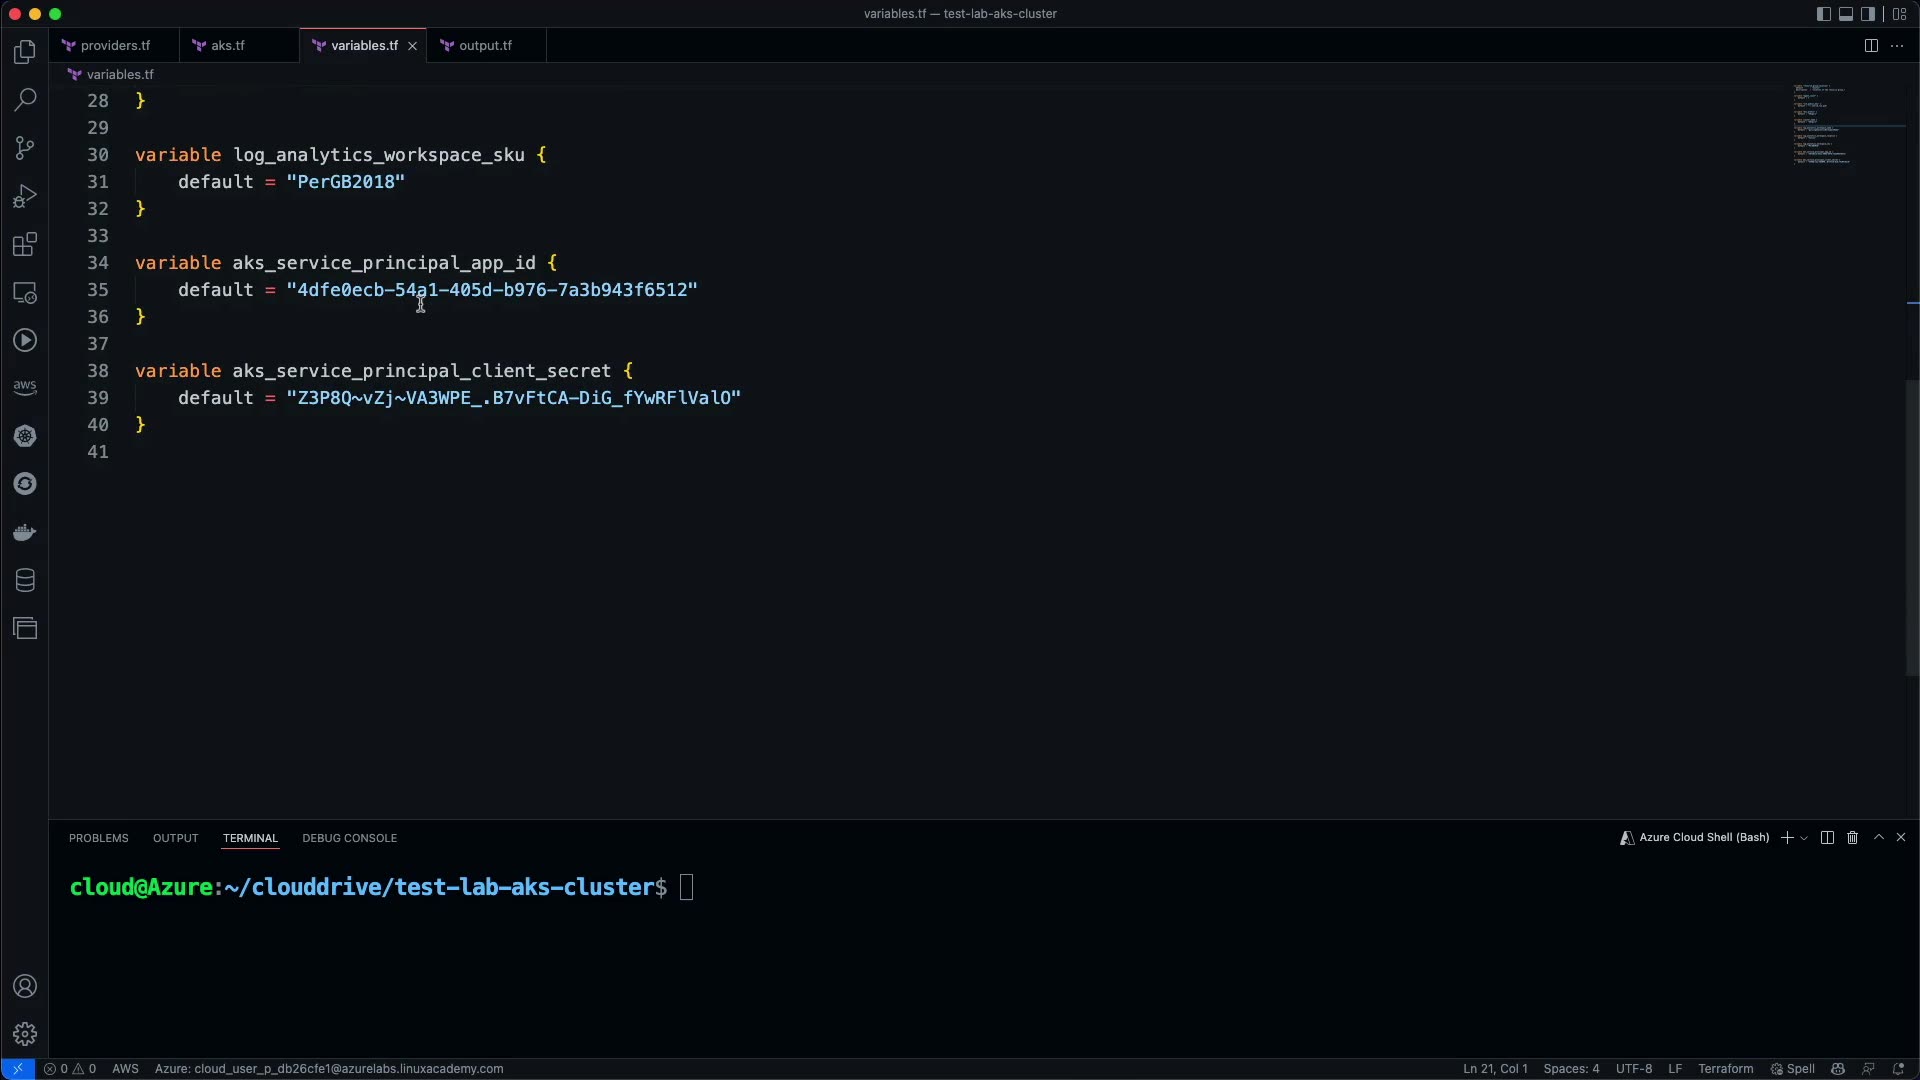 variables.tf — test-lab-aks-cluster
providers.tf
aks.tf
variables.tf
output.tf
variables.tf
28 }
29
30 variable log_analytics_workspace_sku {
31 default = "PerGB2018"
32 }
33
34 variable aks_service_principal_app_id {
35 default = "4dfe0ecb-54a1-405d-b976-7a3b943f6512"
36 }
37
38 variable aks_service_principal_client_secret {
39 default = "Z3P8Q~vZj~VA3WPE_.B7vFtCA-DiG_fYwRFlValO"
40 }
41
aws
PROBLEMS OUTPUT TERMINAL DEBUG CONSOLE
Azure Cloud Shell (Bash)
cloud@Azure:~/clouddrive/test-lab-aks-cluster$
0 0 AWS Azure: cloud_user_p_db26cfe1@azurelabs.linuxacademy.com
Ln 21, Col 1 Spaces: 4 UTF-8 LF Terraform Spell